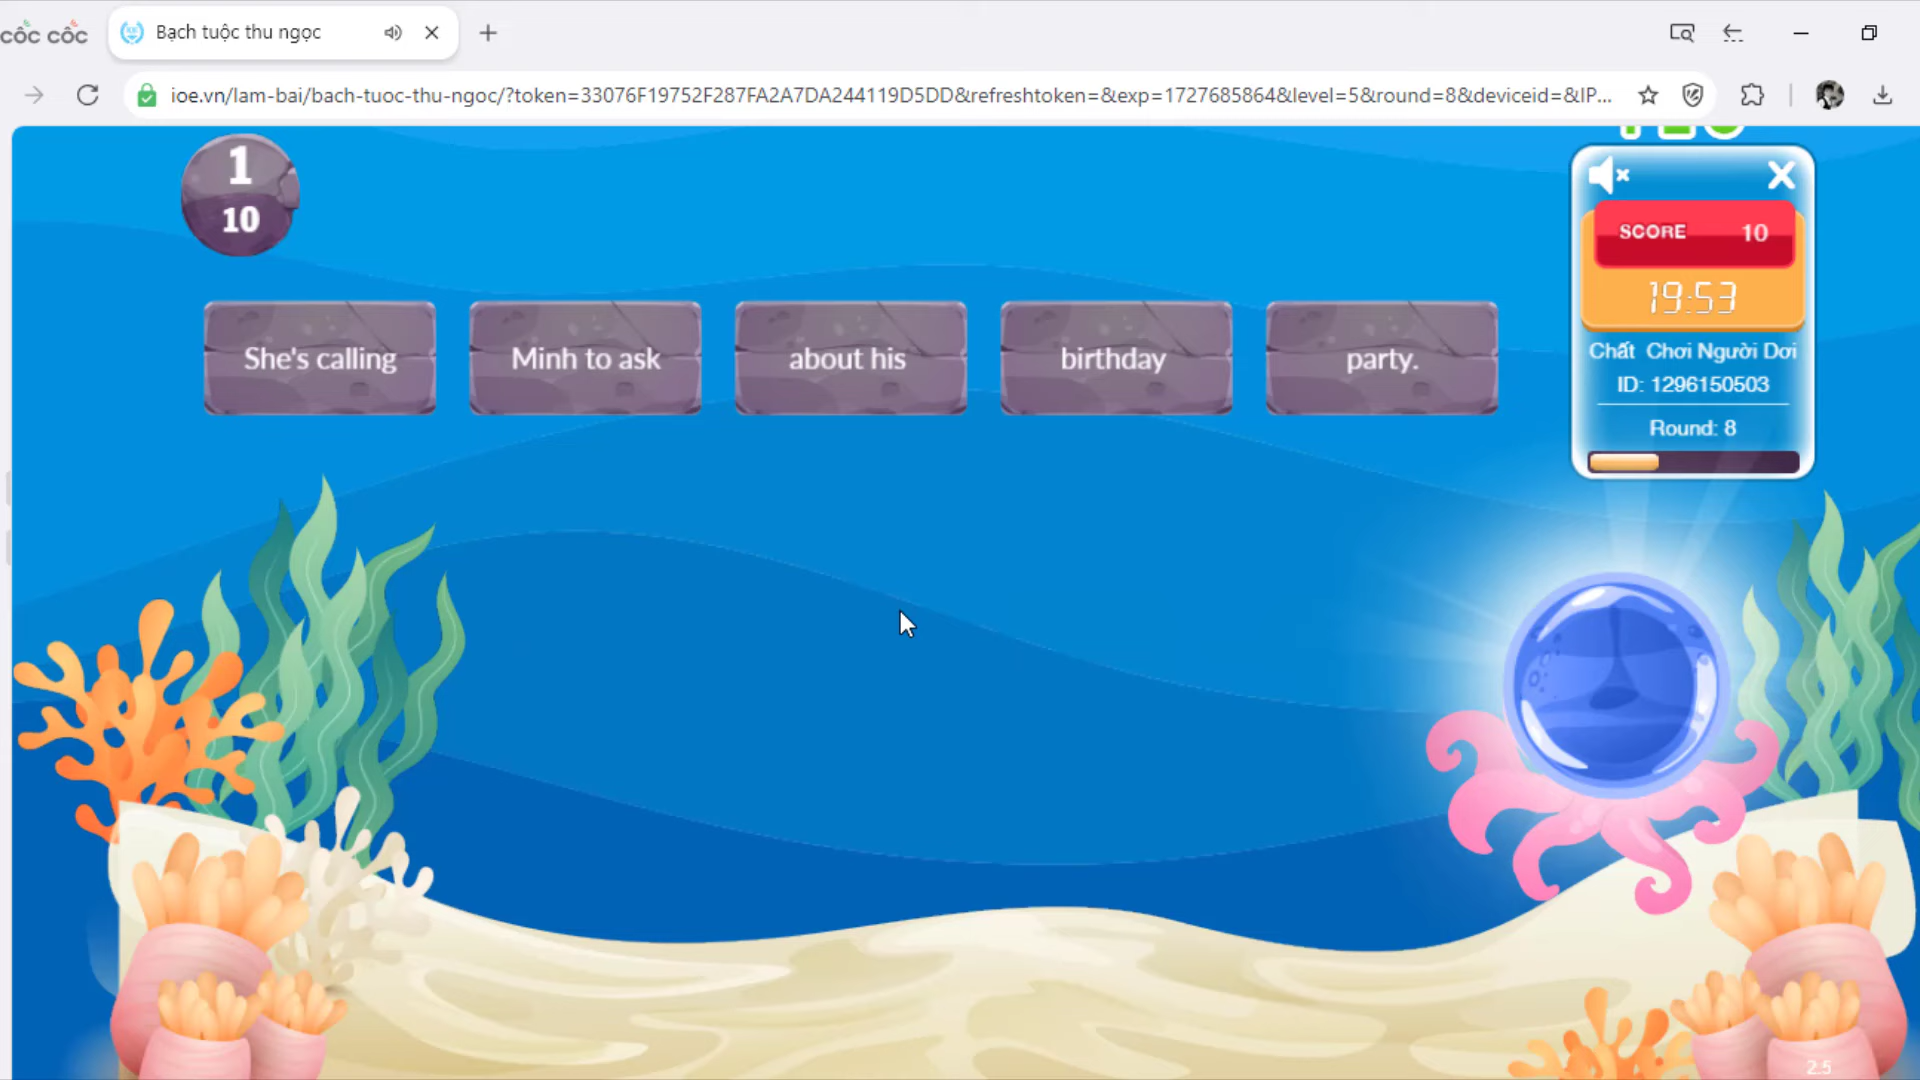 cốc cốc
Bạch tuộc thu ngọc
ioe.vn/lam-bai/bach-tuoc-thu-ngoc/?token=33076F19752F287FA2A7DA244119D5DD&refreshtoken=&exp=1727685864&level=5&round=8&deviceid=&IP...
1
10
SCORE 10
19:53
Chất Chơi Người Dơi
ID: 1296150503
Round: 8
She's calling
Minh to ask
about his
birthday
party.
2.5